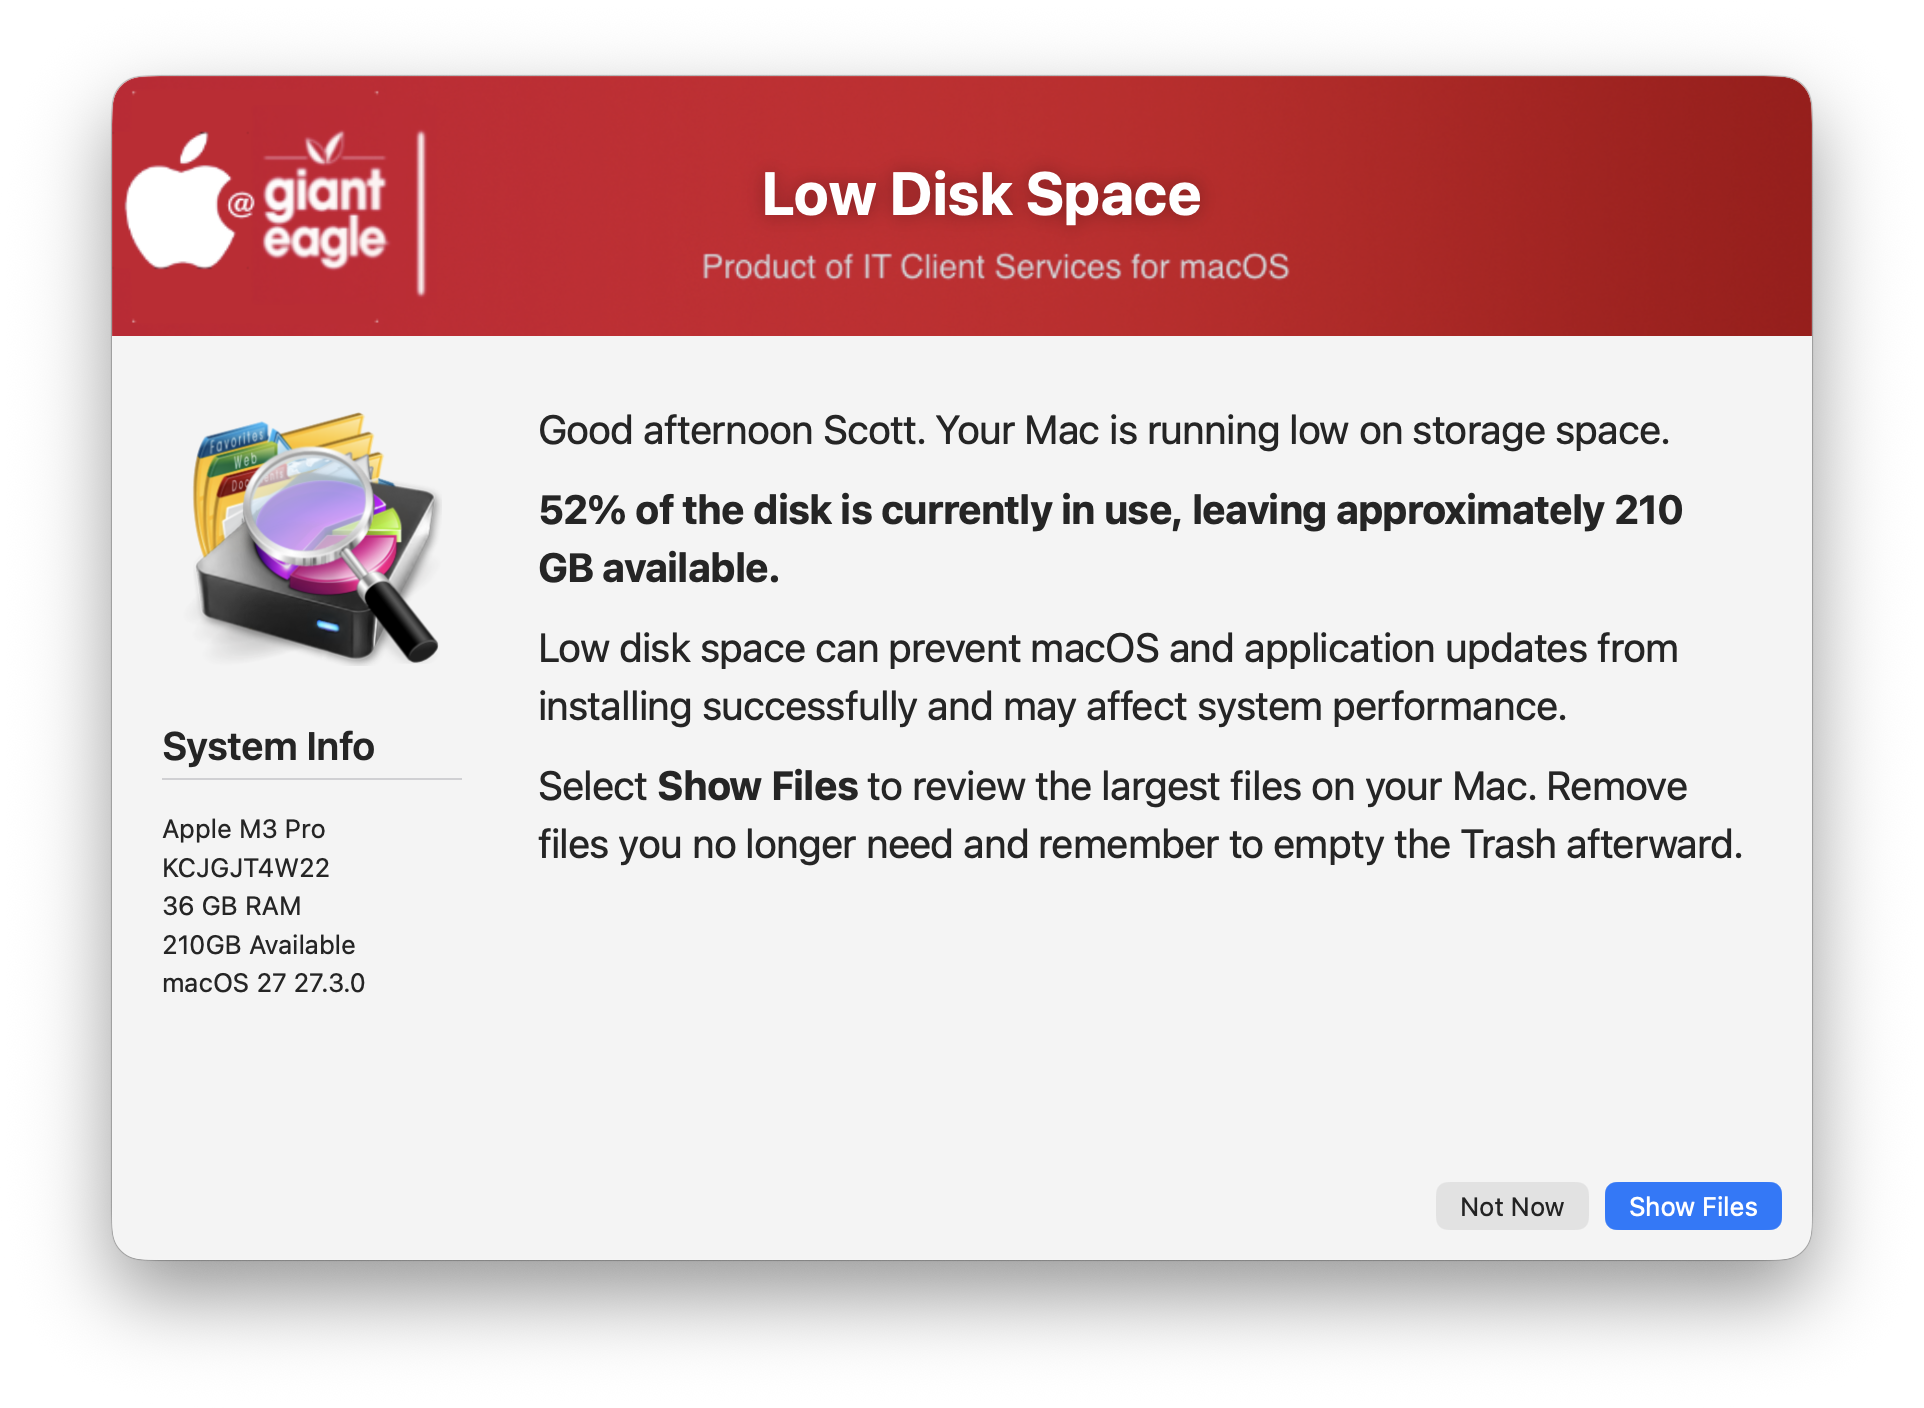 @ giant
eagle
Low Disk Space
Product of IT Client Services for macOS
Favorites
Web
Good afternoon Scott. Your Mac is running low on storage space.
52% of the disk is currently in use, leaving approximately 210
GB available.
Low disk space can prevent macOS and application updates from
installing successfully and may affect system performance.
Select Show Files to review the largest files on your Mac. Remove
files you no longer need and remember to empty the Trash afterward.
System Info
Apple M3 Pro
KCJGJT4W22
36 GB RAM
210GB Available
macOS 27 27.3.0
Not Now
Show Files